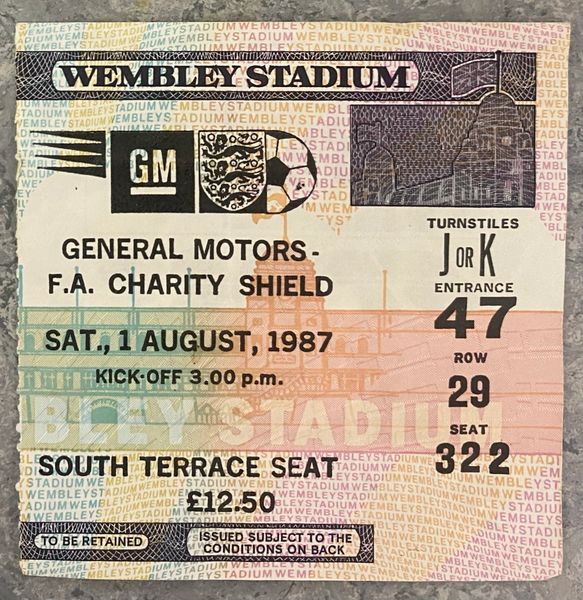 WEMBLEY STADIUM
GM
GENERAL MOTORS -
F.A. CHARITY SHIELD
SAT., 1 AUGUST, 1987
KICK-OFF 3.00 p.m.
BLEY STADIUM
SOUTH TERRACE SEAT
£12.50
TURNSTILES
J OR K
ENTRANCE
47
ROW
29
SEAT
322
TO BE RETAINED
ISSUED SUBJECT TO THE
CONDITIONS ON BACK